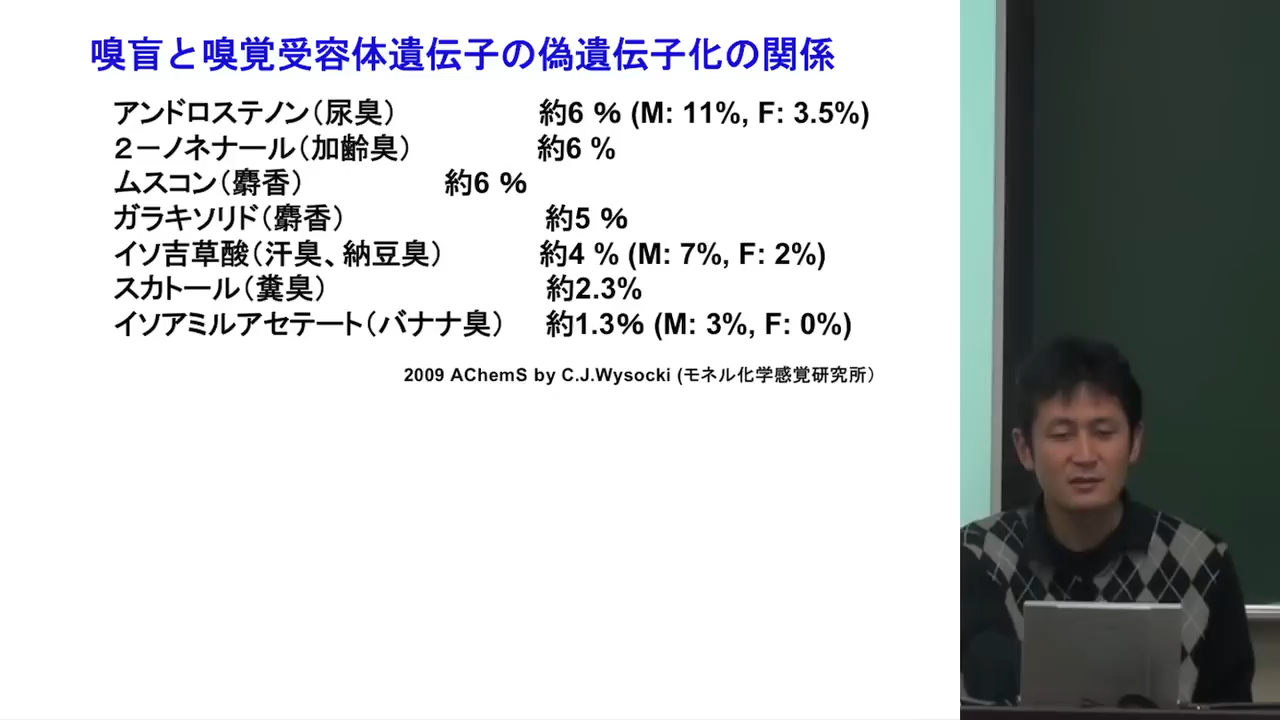 嗅盲と嗅覚受容体遺伝子の偽遺伝子化の関係
アンドロステノン（尿臭） 約6 % (M: 11%, F: 3.5%)
２－ノネナール（加齢臭） 約6 %
ムスコン（麝香） 約6 %
ガラキソリド（麝香） 約5 %
イソ吉草酸（汗臭、納豆臭） 約4 % (M: 7%, F: 2%)
スカトール（糞臭） 約2.3%
イソアミルアセテート（バナナ臭） 約1.3% (M: 3%, F: 0%)
2009 AChemS by C.J.Wysocki (モネル化学感覚研究所）